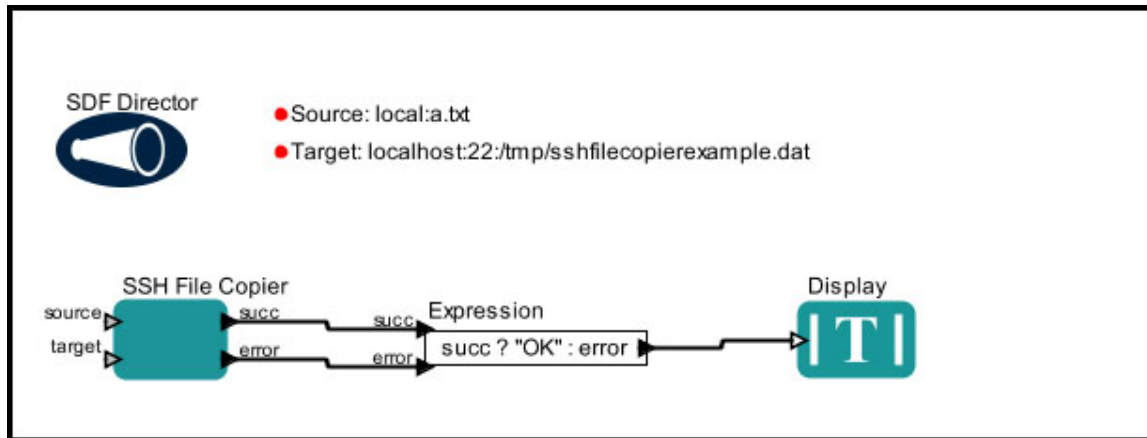 SDF Director
Source: local:a.txt
Target: localhost:22:/tmp/sshfilecopierexample.dat
SSH File Copier
source
target
succ
error
succ
error
Expression
succ ? "OK" : error
Display
T